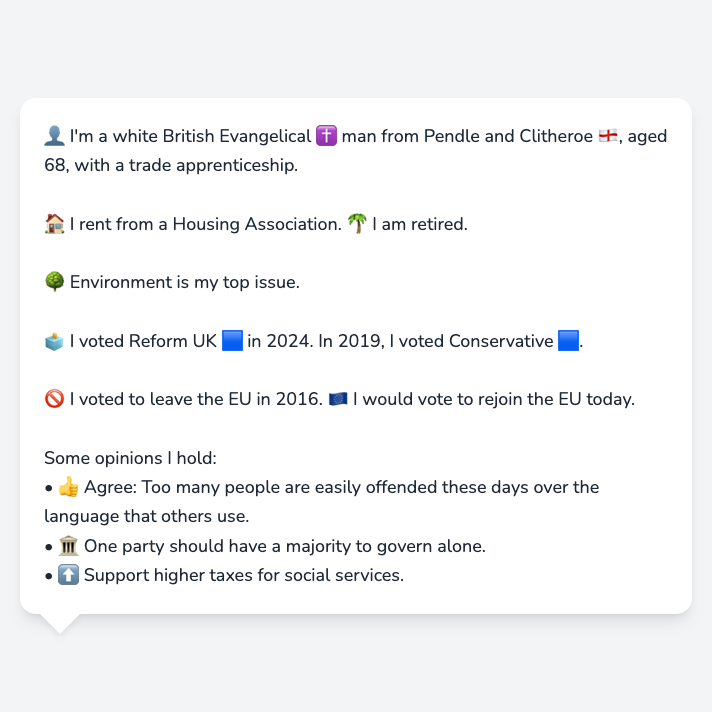 👤 I'm a white British Evangelical ✝️ man from Pendle and Clitheroe 🏴󠁧󠁢󠁥󠁮󠁧󠁿, aged
68, with a trade apprenticeship.
🏠 I rent from a Housing Association. 🌴 I am retired.
🌳 Environment is my top issue.
🗳️ I voted Reform UK 🟦 in 2024. In 2019, I voted Conservative 🟦.
🚫 I voted to leave the EU in 2016. 🇪🇺 I would vote to rejoin the EU today.
Some opinions I hold:
• 👍 Agree: Too many people are easily offended these days over the
language that others use.
• 🏛️ One party should have a majority to govern alone.
• ⬆️ Support higher taxes for social services.